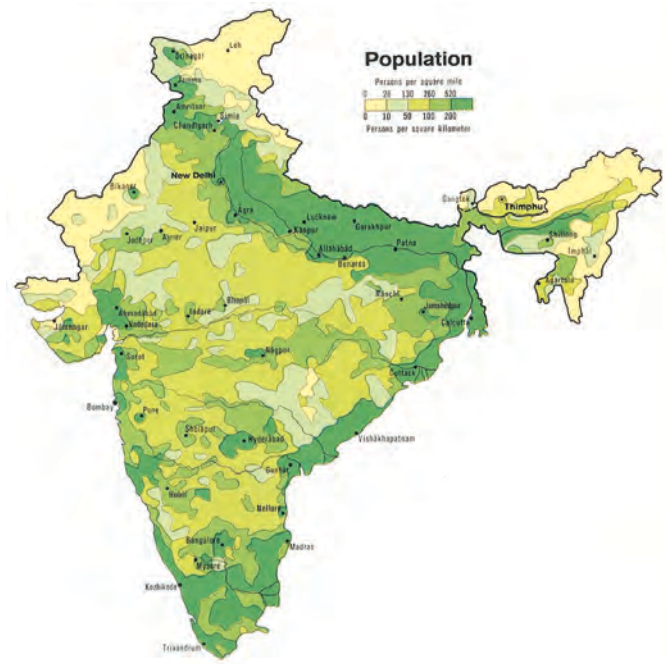 Population
Persons per square mile
0 26 130 260 520
0 10 50 100 200
Persons per square kilometer
Srinagar
Leh
Jammu
Amritsar
Simla
Chandigarh
New Delhi
Bikaner
Agra
Lucknow
Gorakhpur
Gangtok
Thimphu
Jaipur
Ajmer
Jodhpur
Kanpur
Patna
Shillong
Allahabad
Benares
Imphal
Agartala
Ranchi
Bhopal
Jamshedpur
Ahmadabad
Indore
Calcutta
Jamnagar
Vadodara
Surat
Nagpur
Cuttack
Bombay
Pune
Sholapur
Hyderabad
Vishākhapatnam
Guntur
Hubli
Nellore
Bangalore
Madras
Mysore
Kozhikode
Trivandrum